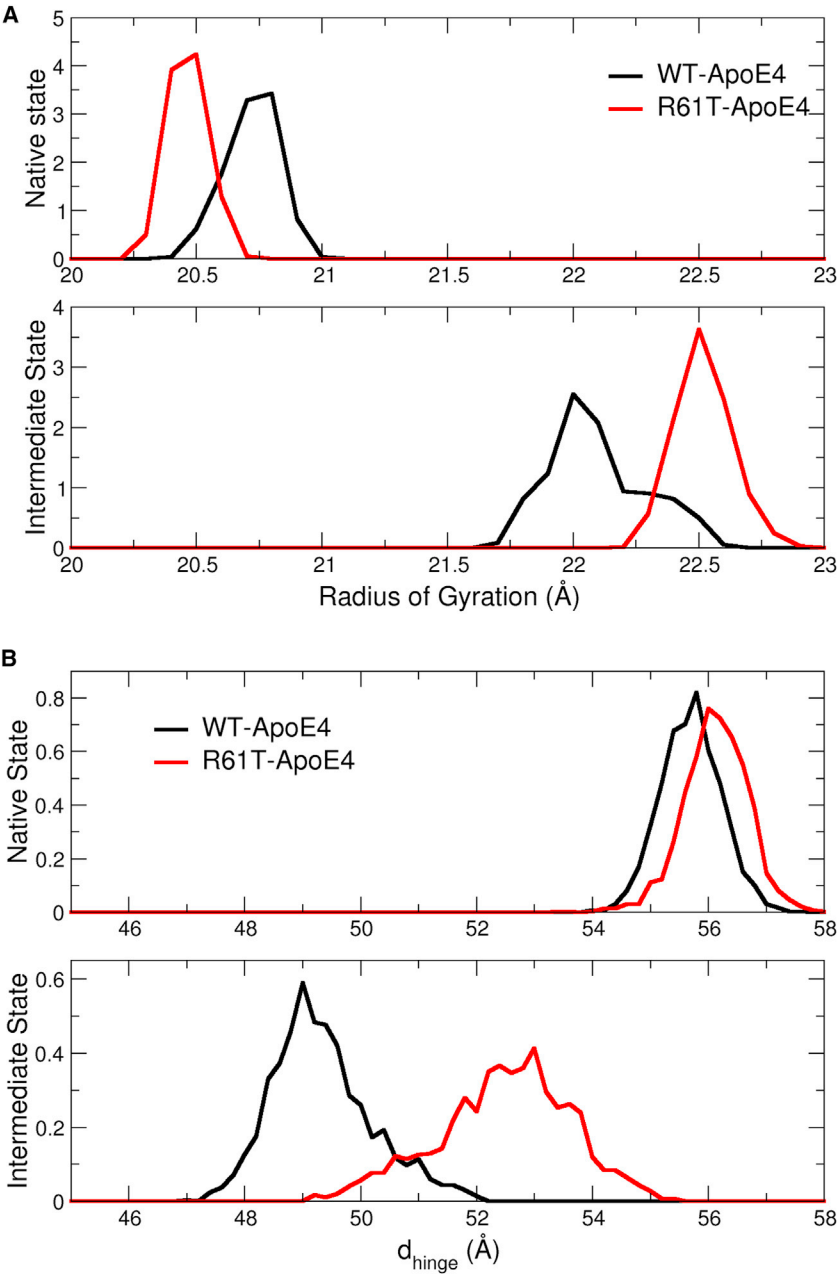 A
5
4
3
2
1
0
Native state
WT-ApoE4
R61T-ApoE4
20 20.5 21 21.5 22 22.5 23
4
3
2
1
0
Intermediate State
20 20.5 21 21.5 22 22.5 23
Radius of Gyration (Å)
B
0.8
0.6
0.4
0.2
0
Native State
WT-ApoE4
R61T-ApoE4
46 48 50 52 54 56 58
0.6
0.4
0.2
0
Intermediate State
46 48 50 52 54 56 58
d_hinge (Å)